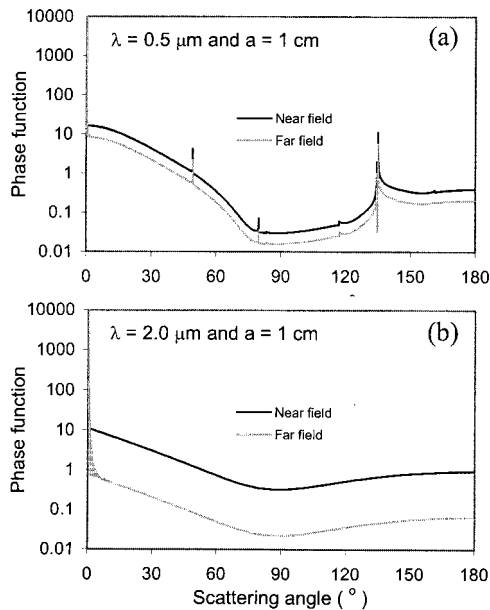 10000
λ = 0.5 μm and a = 1 cm
(a)
1000
100
Near field
Far field
10
1
0.1
0.01
Phase function
0 30 60 90 120 150 180
10000
λ = 2.0 μm and a = 1 cm
(b)
1000
100
Near field
Far field
10
1
0.1
0.01
Phase function
0 30 60 90 120 150 180
Scattering angle ( ° )